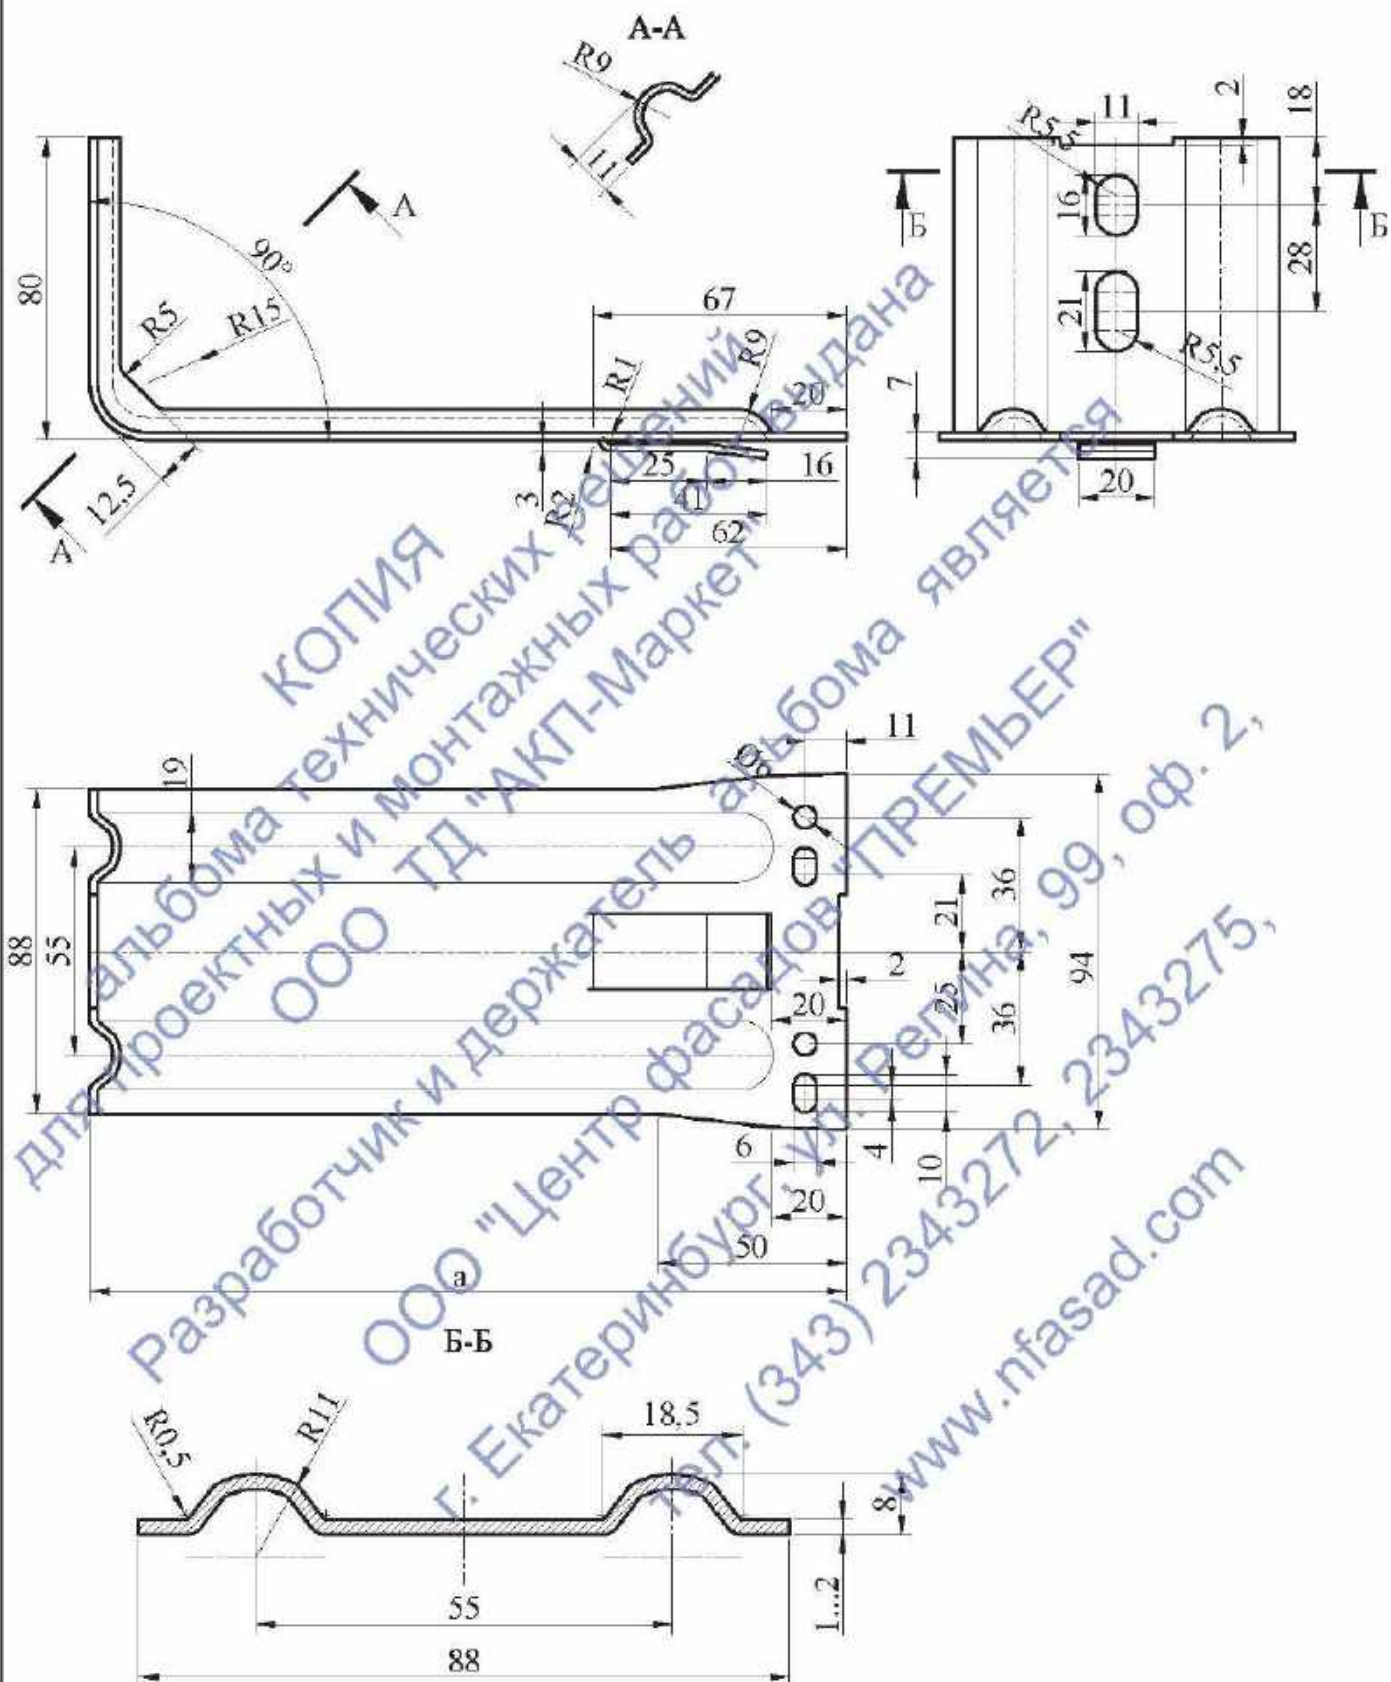 А-А
R9
11
80
90°
R5
R15
12,5
А
А
67
R1
R9
20
3
R2
25
16
41
62
11
2
18
R5,5
16
Б
Б
28
21
R5,5
7
20
КОПИЯ
альбома технических решений
для проектных и монтажных работ выдана
ООО ТД "АКП-Маркет"
Разработчик и держатель альбома является
ООО "Центр фасадов "ПРЕМЬЕР"
г. Екатеринбург, ул. Репина, 99, оф. 2,
тел. (343) 2343272, 2343275,
www.nfasad.com
19
11
88
55
21
36
2
94
20
25
36
6
4
10
20
50
а
Б-Б
R0,5
R11
18,5
8
1...2
55
88